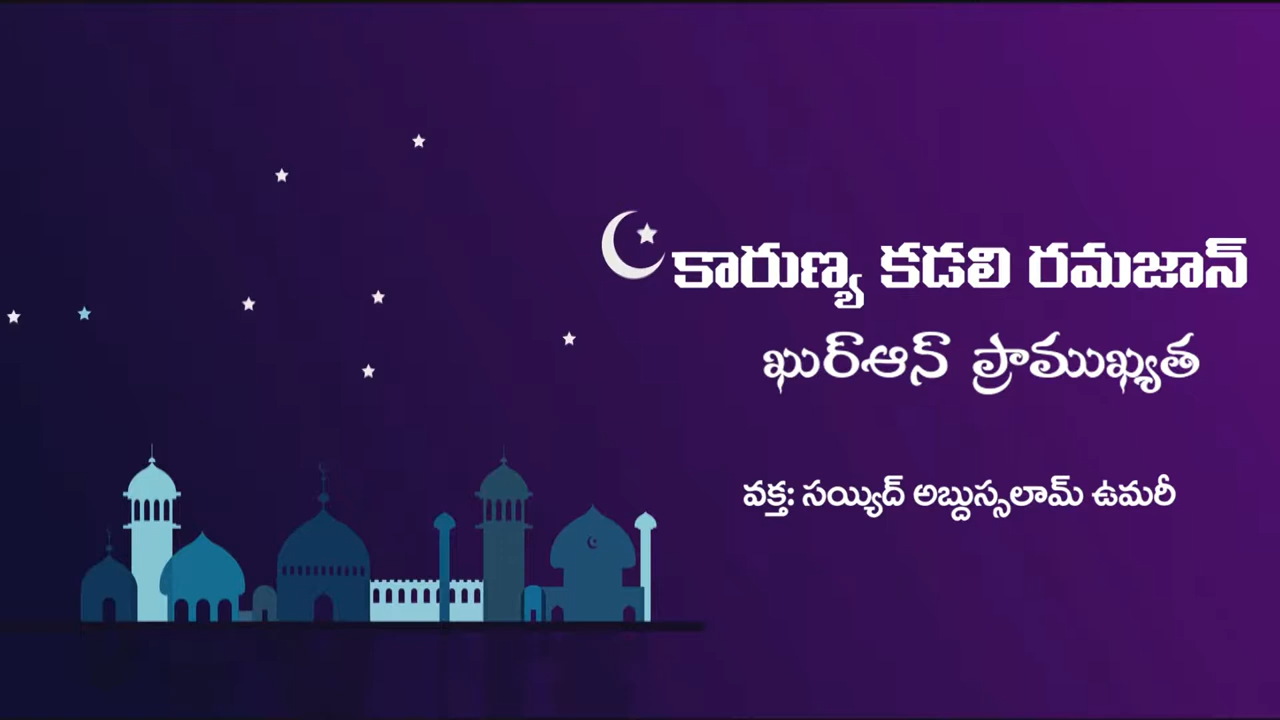 కారుణ్య కడలి రమజాన్
ఖుర్ఆన్ ప్రాముఖ్యత
వక్త: సయ్యిద్ అబ్దుస్సలామ్ ఉమరీ